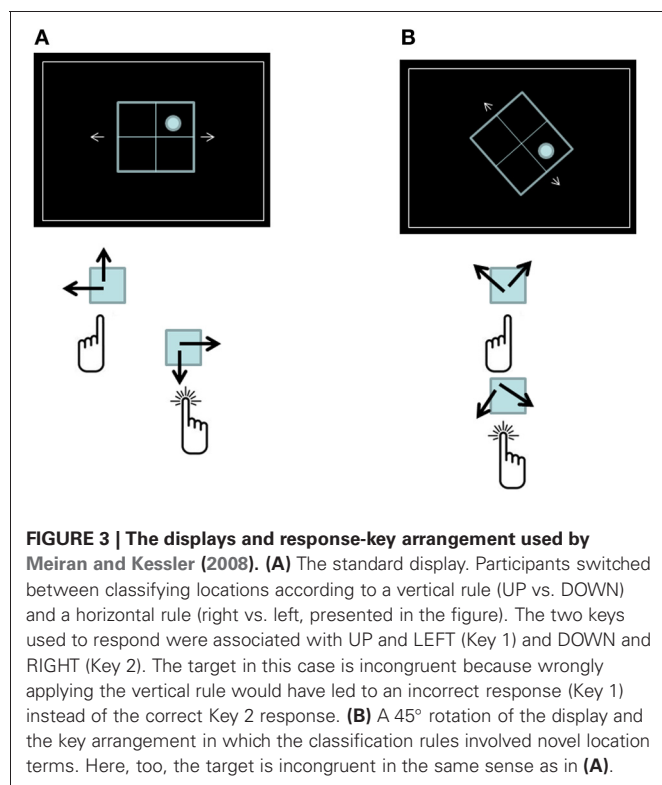 A
B
FIGURE 3 | The displays and response-key arrangement used by
Meiran and Kessler (2008). (A) The standard display. Participants switched
between classifying locations according to a vertical rule (UP vs. DOWN)
and a horizontal rule (right vs. left, presented in the figure). The two keys
used to respond were associated with UP and LEFT (Key 1) and DOWN and
RIGHT (Key 2). The target in this case is incongruent because wrongly
applying the vertical rule would have led to an incorrect response (Key 1)
instead of the correct Key 2 response. (B) A 45° rotation of the display and
the key arrangement in which the classification rules involved novel location
terms. Here, too, the target is incongruent in the same sense as in (A).